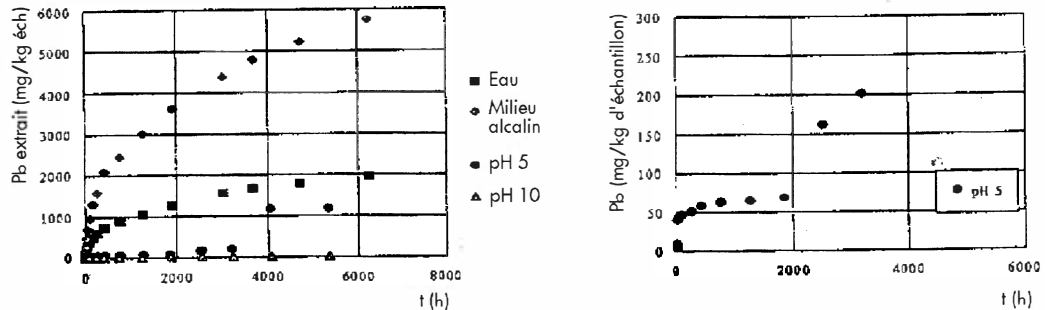 Pb extrait (mg/kg éch)
6000
5000
4000
3000
2000
1000
0
0
2000
4000
6000
8000
t (h)
Eau
Milieu
alcalin
pH 5
pH 10
Pb (mg/kg d'échantillon)
300
250
200
150
100
50
0
0
2000
4000
6000
t (h)
pH 5